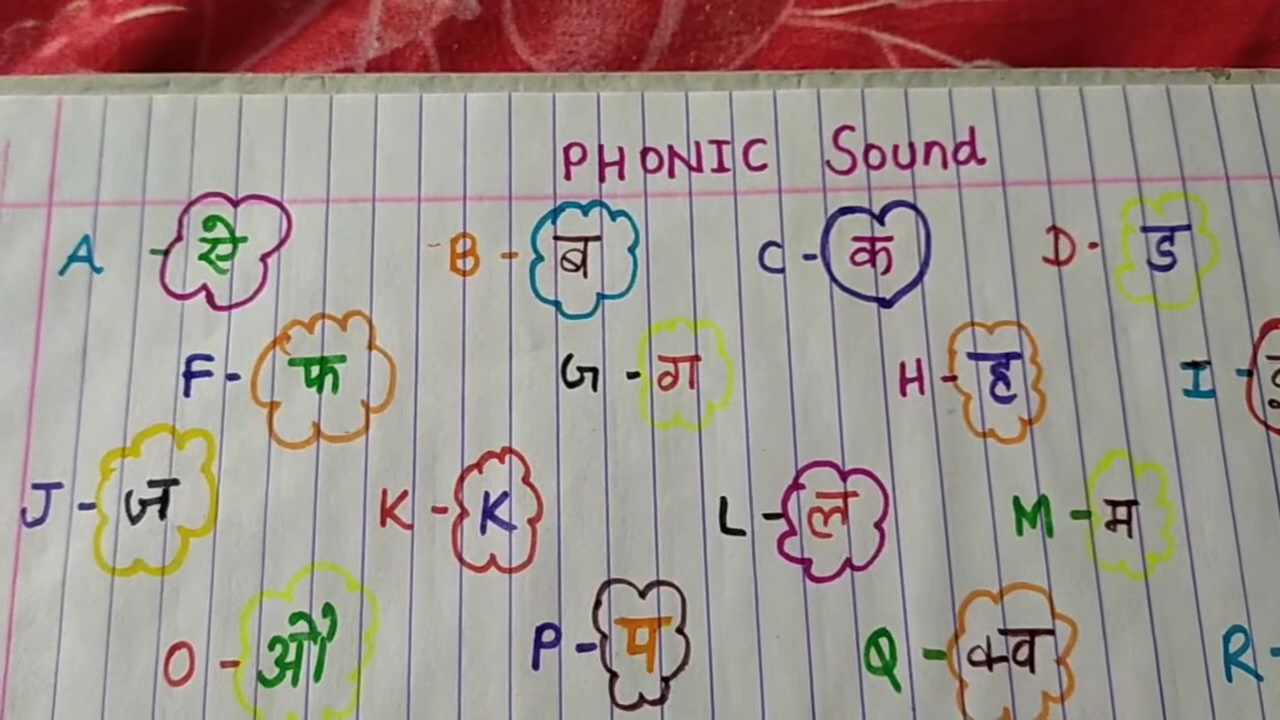 PHONIC Sound
A - से B - ब C - क D - ड
F - फ G - ग H - ह I -
J - ज K - K L - ल M - म
O - औ P - प Q - क्व R -